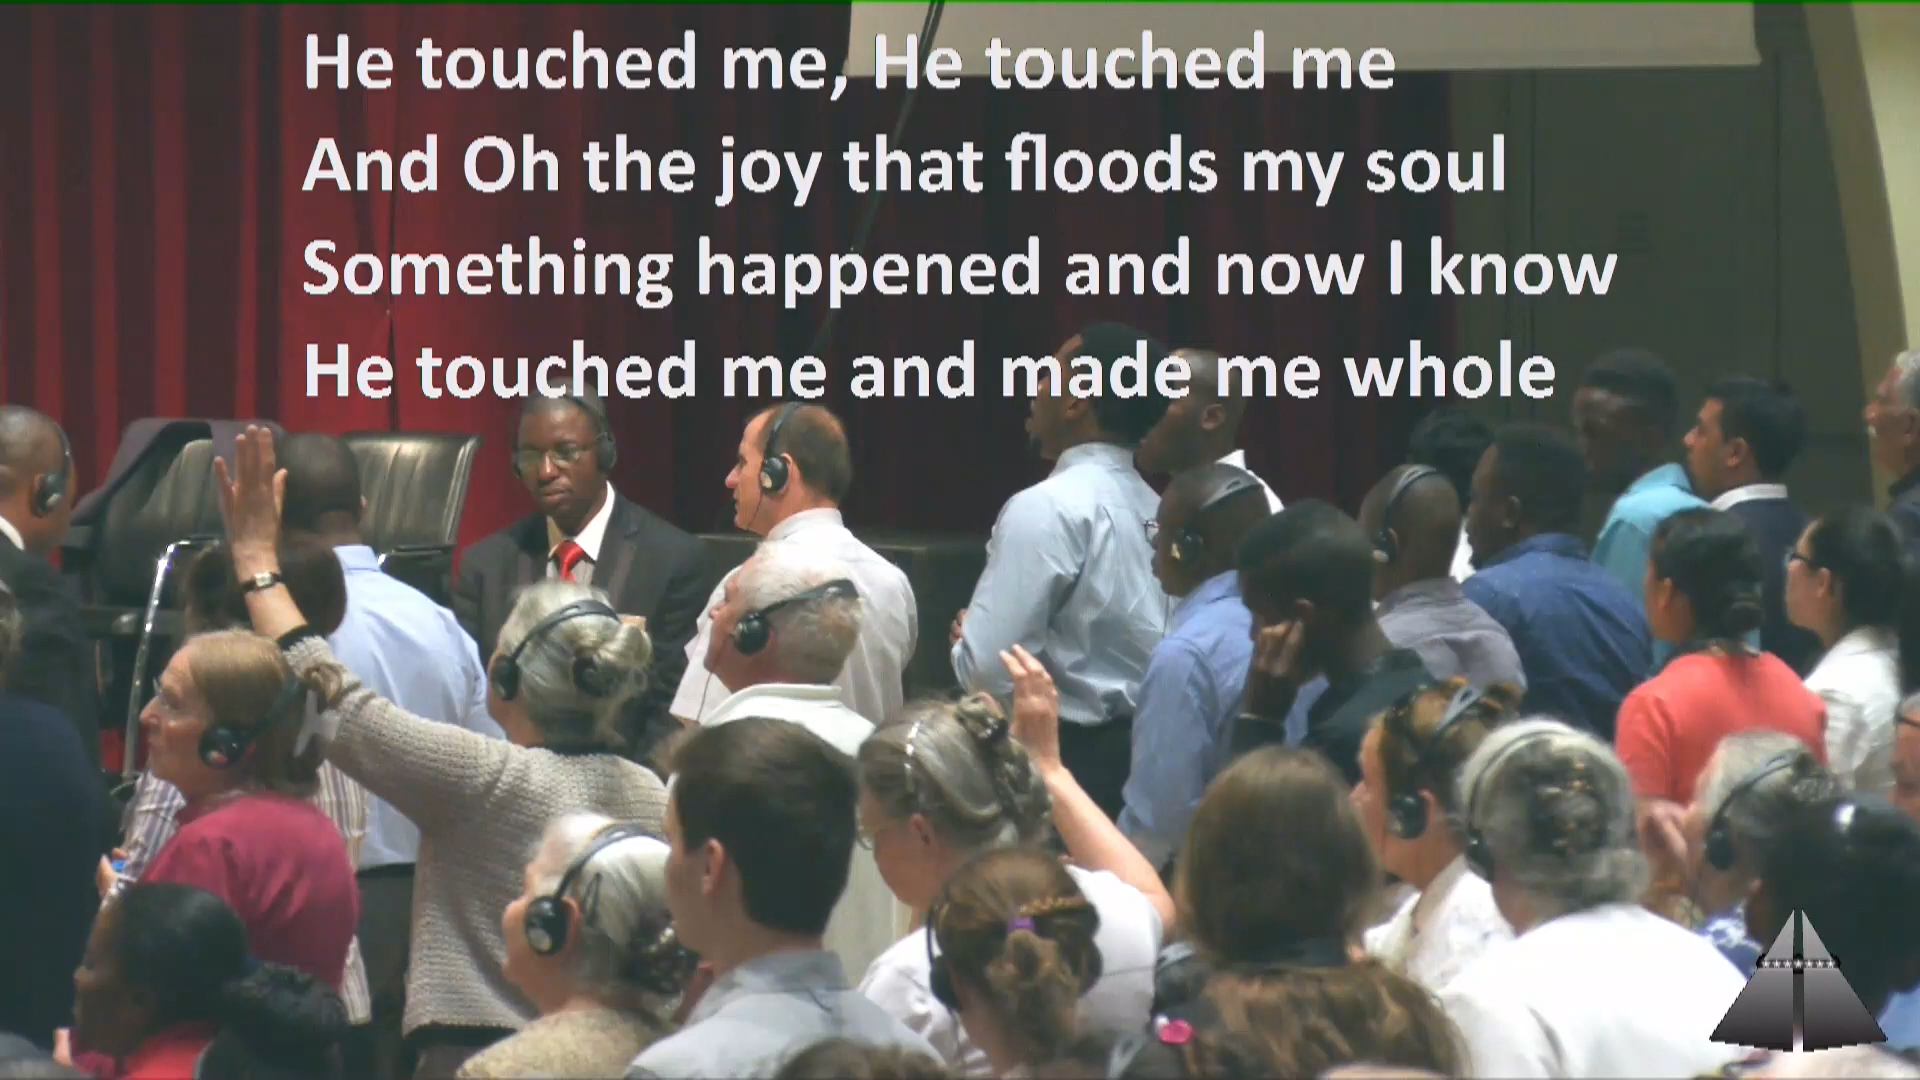 He touched me, He touched me
And Oh the joy that floods my soul
Something happened and now I know
He touched me and made me whole